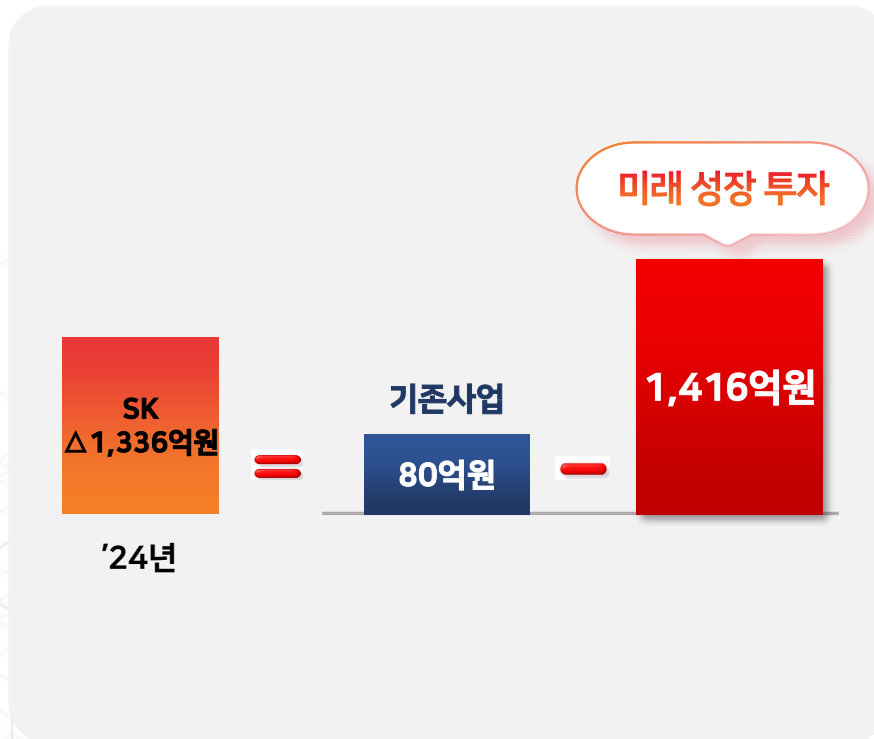 미래 성장 투자
SK
△1,336억원
=
기존사업
80억원
-
1,416억원
’24년